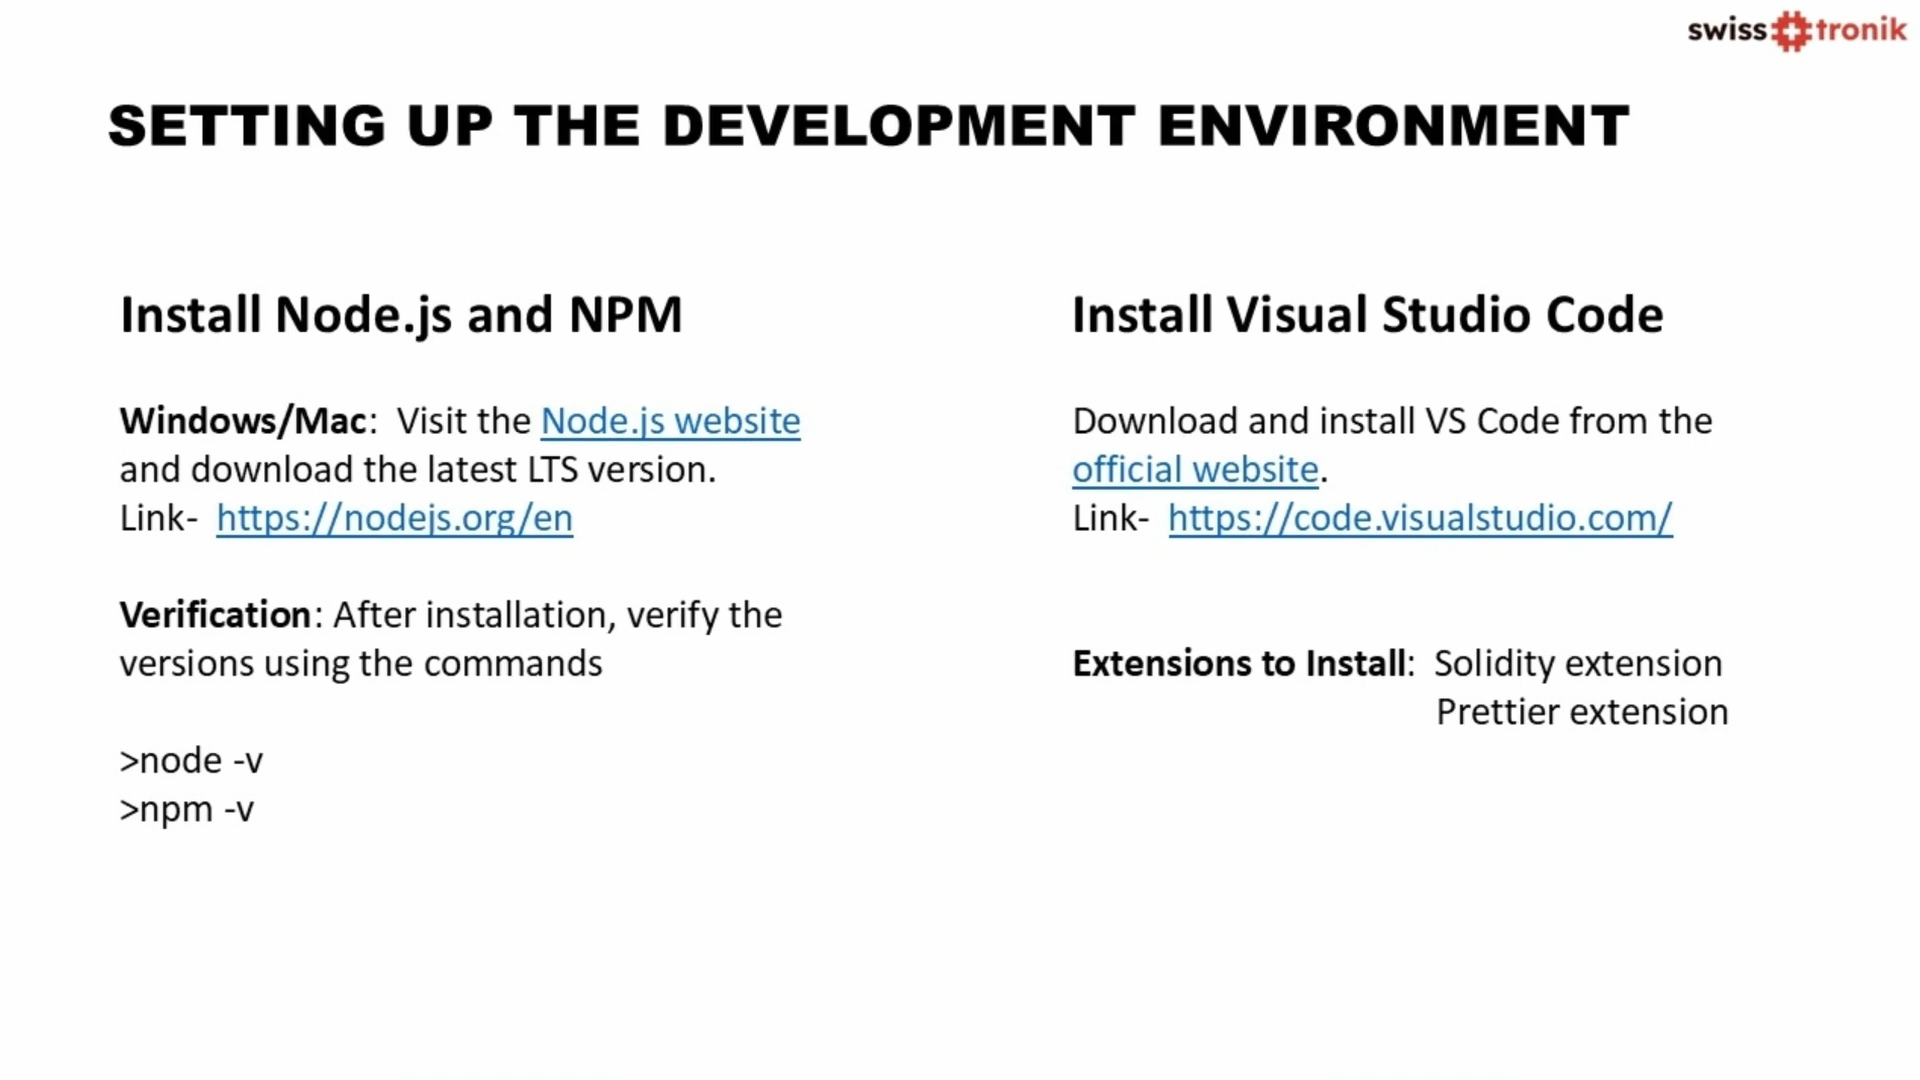 swisstronik
SETTING UP THE DEVELOPMENT ENVIRONMENT
Install Node.js and NPM
Windows/Mac:  Visit the Node.js website
and download the latest LTS version.
Link-  https://nodejs.org/en
Verification: After installation, verify the
versions using the commands
>node -v
>npm -v
Install Visual Studio Code
Download and install VS Code from the
official website.
Link-  https://code.visualstudio.com/
Extensions to Install:  Solidity extension
Prettier extension